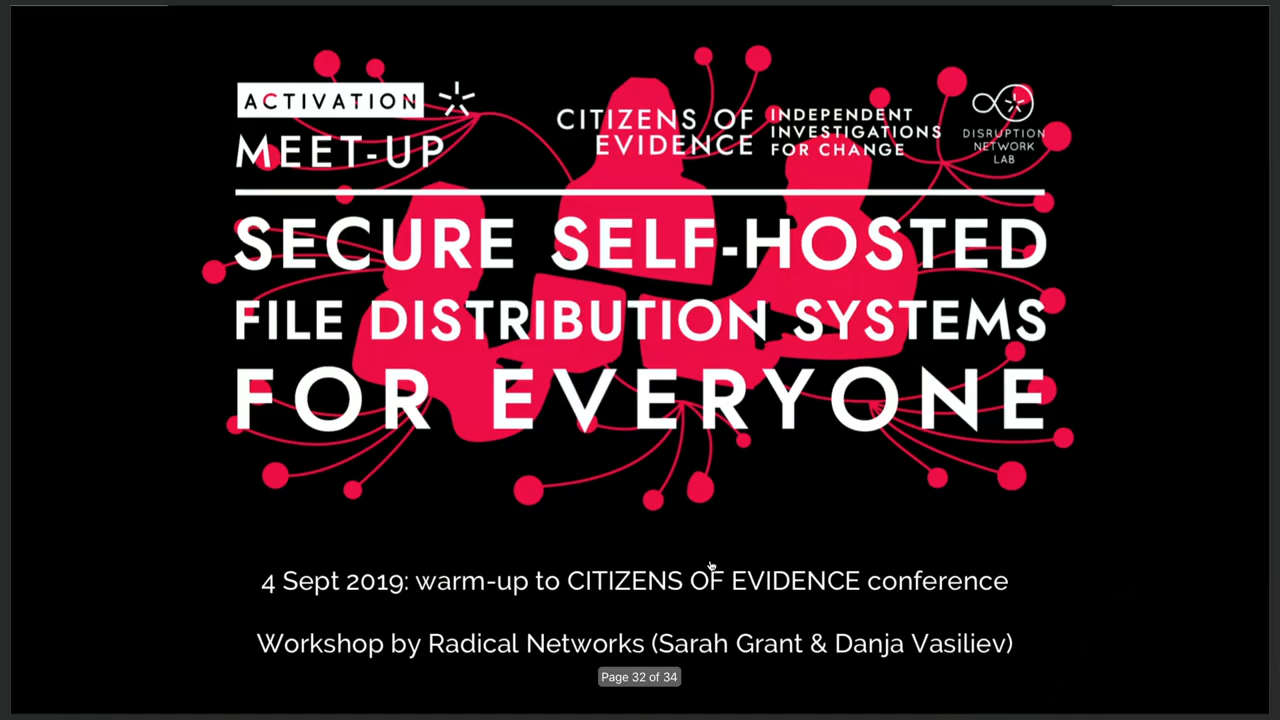 ACTIVATION
MEET-UP
CITIZENS OF
EVIDENCE
INDEPENDENT
INVESTIGATIONS
FOR CHANGE
DISRUPTION
NETWORK
LAB
SECURE SELF-HOSTED
FILE DISTRIBUTION SYSTEMS
FOR EVERYONE
4 Sept 2019: warm-up to CITIZENS OF EVIDENCE conference
Workshop by Radical Networks (Sarah Grant & Danja Vasiliev)
Page 32 of 34